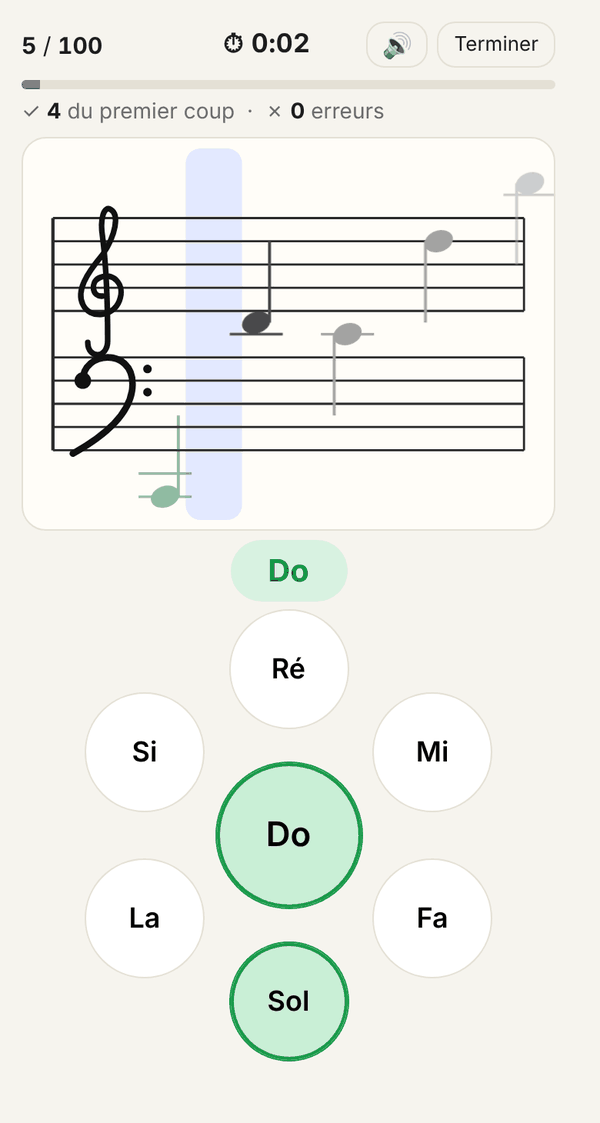 5 / 100 ⏱ 0:02 🔊 Terminer
✓ 4 du premier coup · × 0 erreurs
Do
Ré
Si Mi
Do
La Fa
Sol